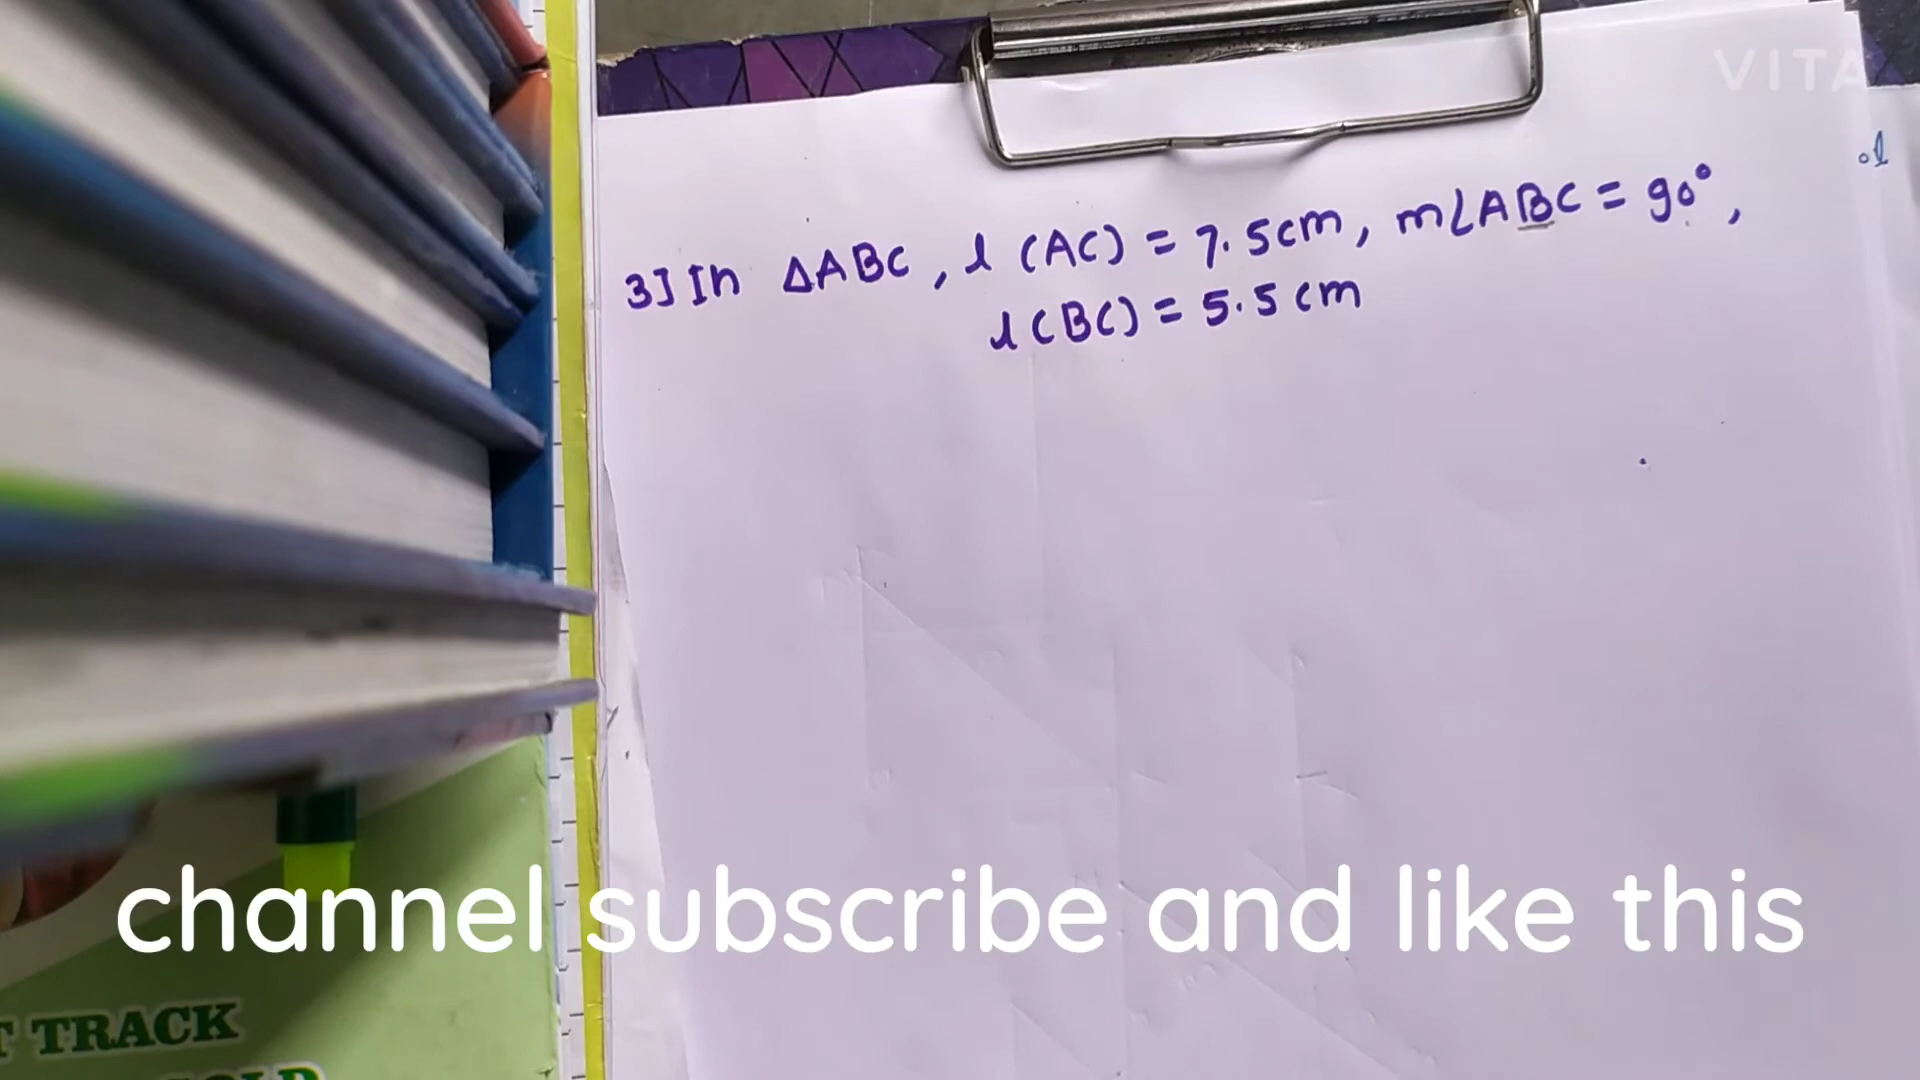 VITA
3] In ΔABC, l (AC) = 7.5cm, m∠ABC = 90°,
l (BC) = 5.5 cm
channel subscribe and like this
T TRACK